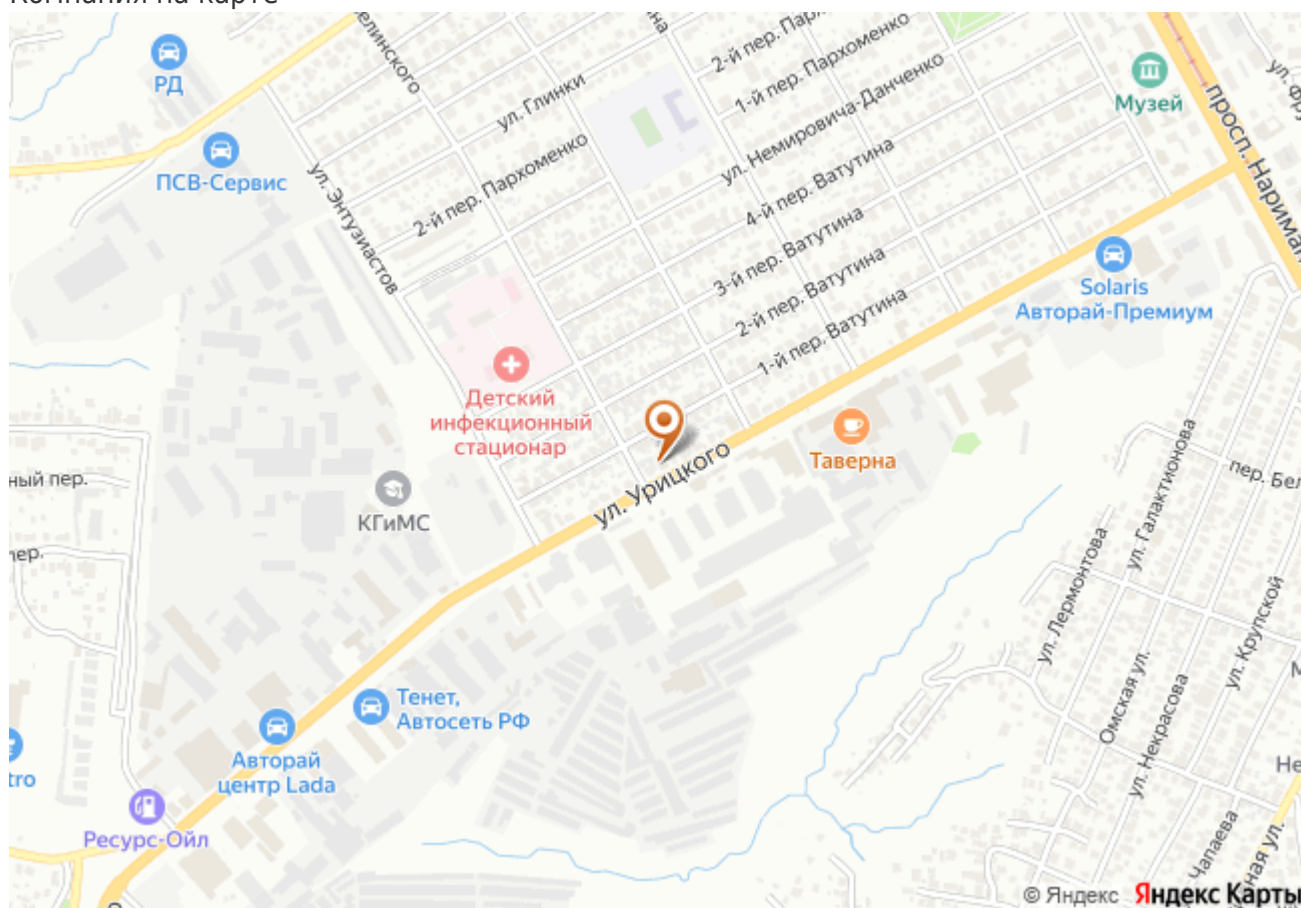 Компания на карте
РД
ПСВ-Сервис
ул. Энтузиастов
ул. Глинки
2-й пер. Пархоменко
1-й пер. Пархоменко
2-й пер. Пархоменко
ул. Немировича-Данченко
4-й пер. Ватутина
3-й пер. Ватутина
2-й пер. Ватутина
1-й пер. Ватутина
Музей
просп. Нариман
Solaris
Авторай-Премиум
Детский
инфекционный
стационар
Таверна
ул. Урицкого
КГиМС
ный пер.
пер.
Тенет,
Автосеть РФ
Авторай
центр Lada
tro
Ресурс-Ойл
пер. Бел
ул. Галактионова
ул. Лермонтова
ул. Крупской
Омская ул.
ул. Некрасова
Не
Чапаева
ная ул.
© Яндекс Яндекс Карты